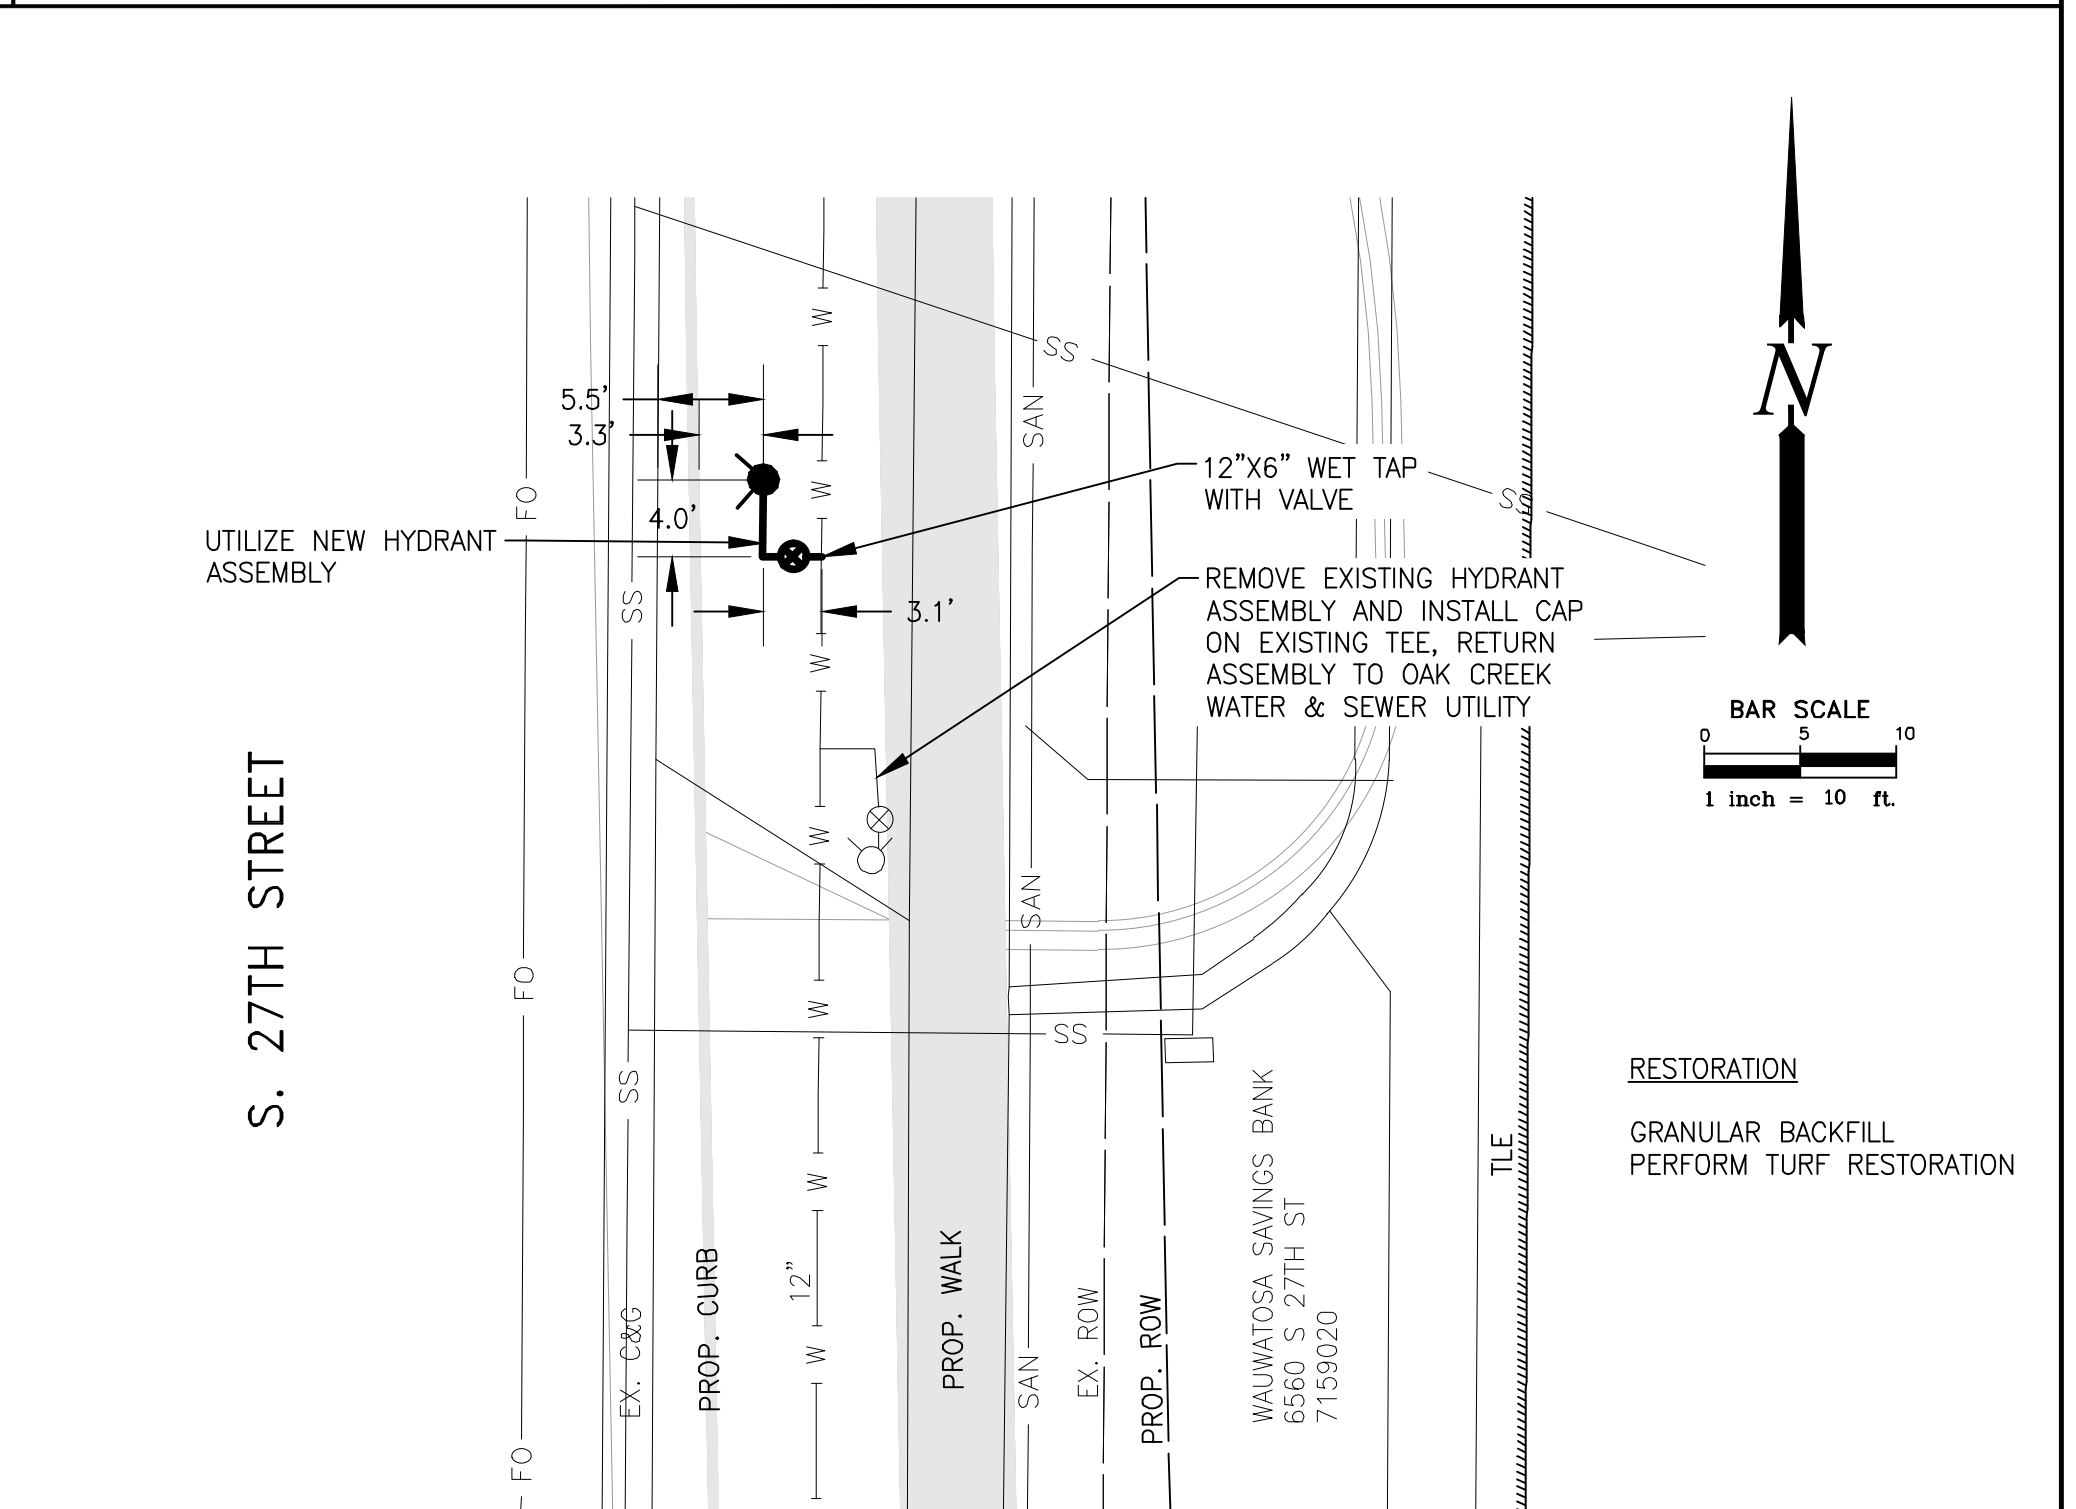 SS
N
5.5’
3.3’
4.0’
3.1’
12”X6” WET TAP
WITH VALVE
SS
UTILIZE NEW HYDRANT
ASSEMBLY
REMOVE EXISTING HYDRANT
ASSEMBLY AND INSTALL CAP
ON EXISTING TEE, RETURN
ASSEMBLY TO OAK CREEK
WATER & SEWER UTILITY
BAR SCALE
0 5 10
1 inch = 10 ft.
S. 27TH STREET
FO
FO
FO
SS
SS
EX. C&G
PROP. CURB
W
W
W
W
W
W
W
12”
PROP. WALK
SAN
SAN
SAN
SS
EX. ROW
PROP. ROW
WAUWATOSA SAVINGS BANK
6560 S 27TH ST
7159020
TLE
RESTORATION
GRANULAR BACKFILL
PERFORM TURF RESTORATION